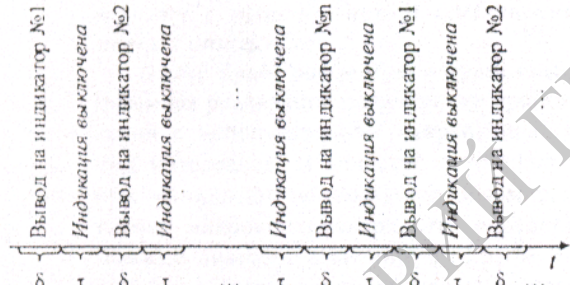 Вывод на индикатор №1
Индикация выключена
Вывод на индикатор №2
Индикация выключена
...
Индикация выключена
Вывод на индикатор №n
Индикация выключена
Вывод на индикатор №1
Индикация выключена
Вывод на индикатор №2
...
t
...
РИЙ